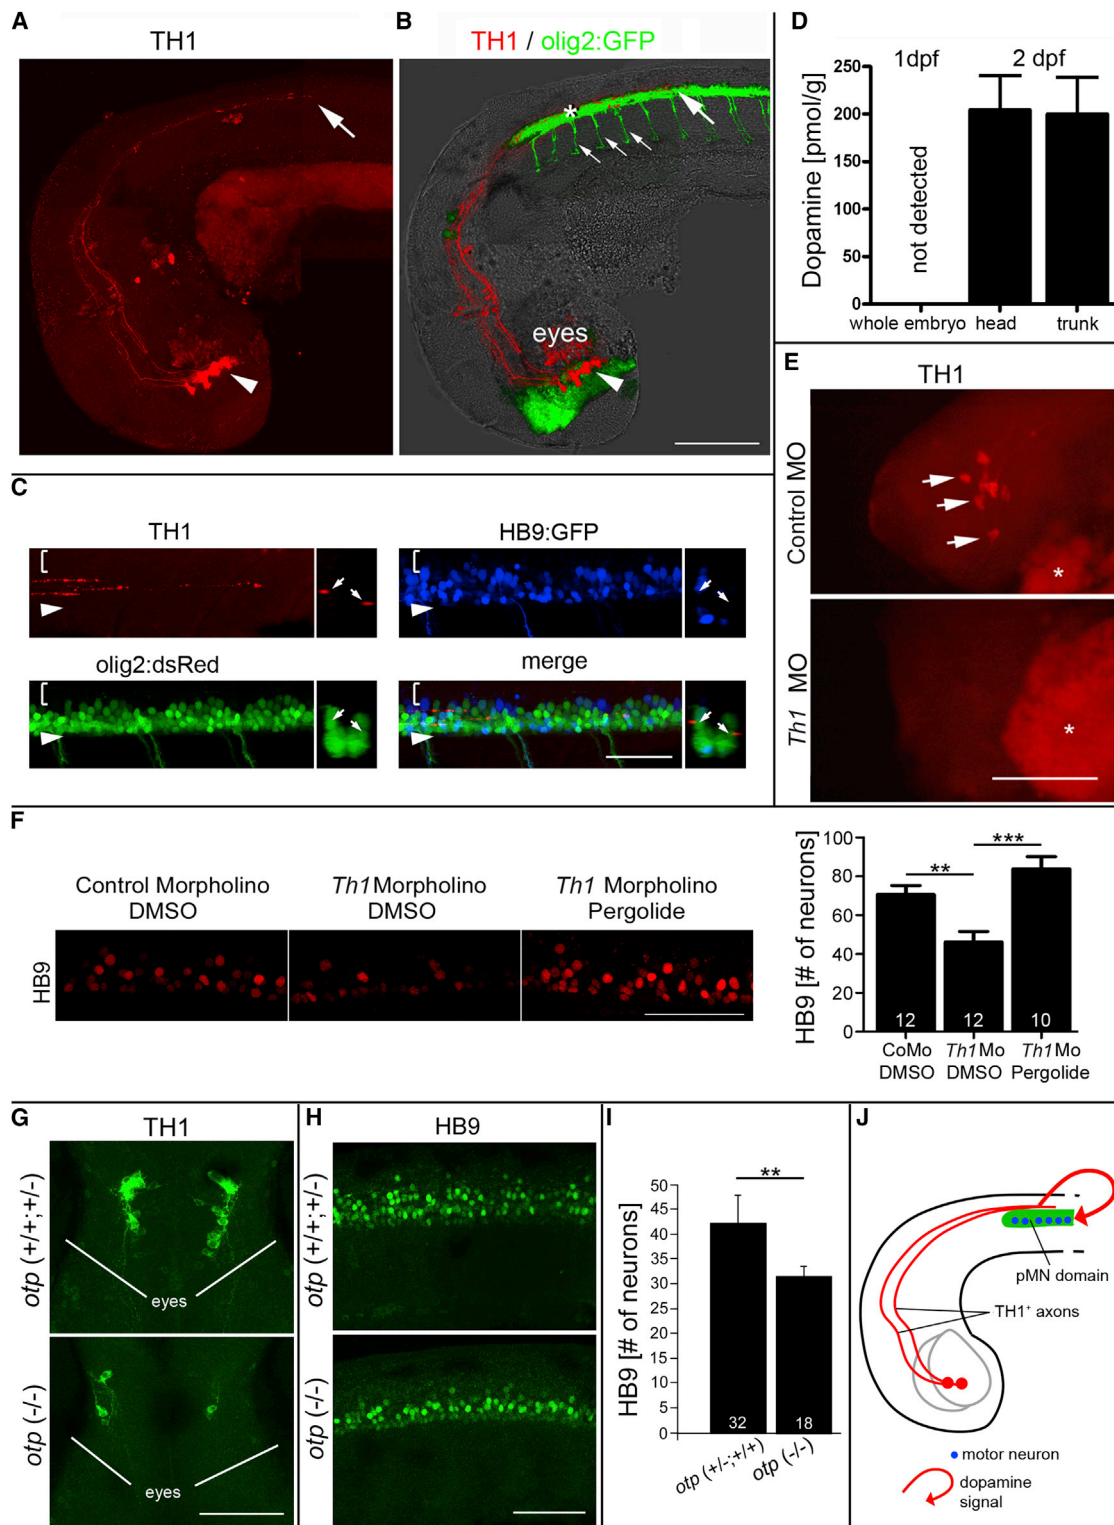 A
TH1
B
TH1 / olig2:GFP
*
eyes
C
TH1
HB9:GFP
olig2:dsRed
merge
D
1dpf
2 dpf
Dopamine [pmol/g]
250
200
150
100
50
0
not detected
whole embryo
head
trunk
E
TH1
Control MO
*
Th1 MO
*
F
Control Morpholino
DMSO
Th1 Morpholino
DMSO
Th1 Morpholino
Pergolide
HB9
HB9 [# of neurons]
100
80
60
40
20
0
**
***
12
12
10
CoMo
DMSO
Th1Mo
DMSO
Th1Mo
Pergolide
G
TH1
otp (+/+;+/-)
eyes
otp (-/-)
eyes
H
HB9
otp (+/+;+/-)
otp (-/-)
I
HB9 [# of neurons]
50
45
40
35
30
25
20
15
10
5
0
**
32
18
otp (+/-;+/+)
otp (-/-)
J
pMN domain
TH1+ axons
motor neuron
dopamine
signal